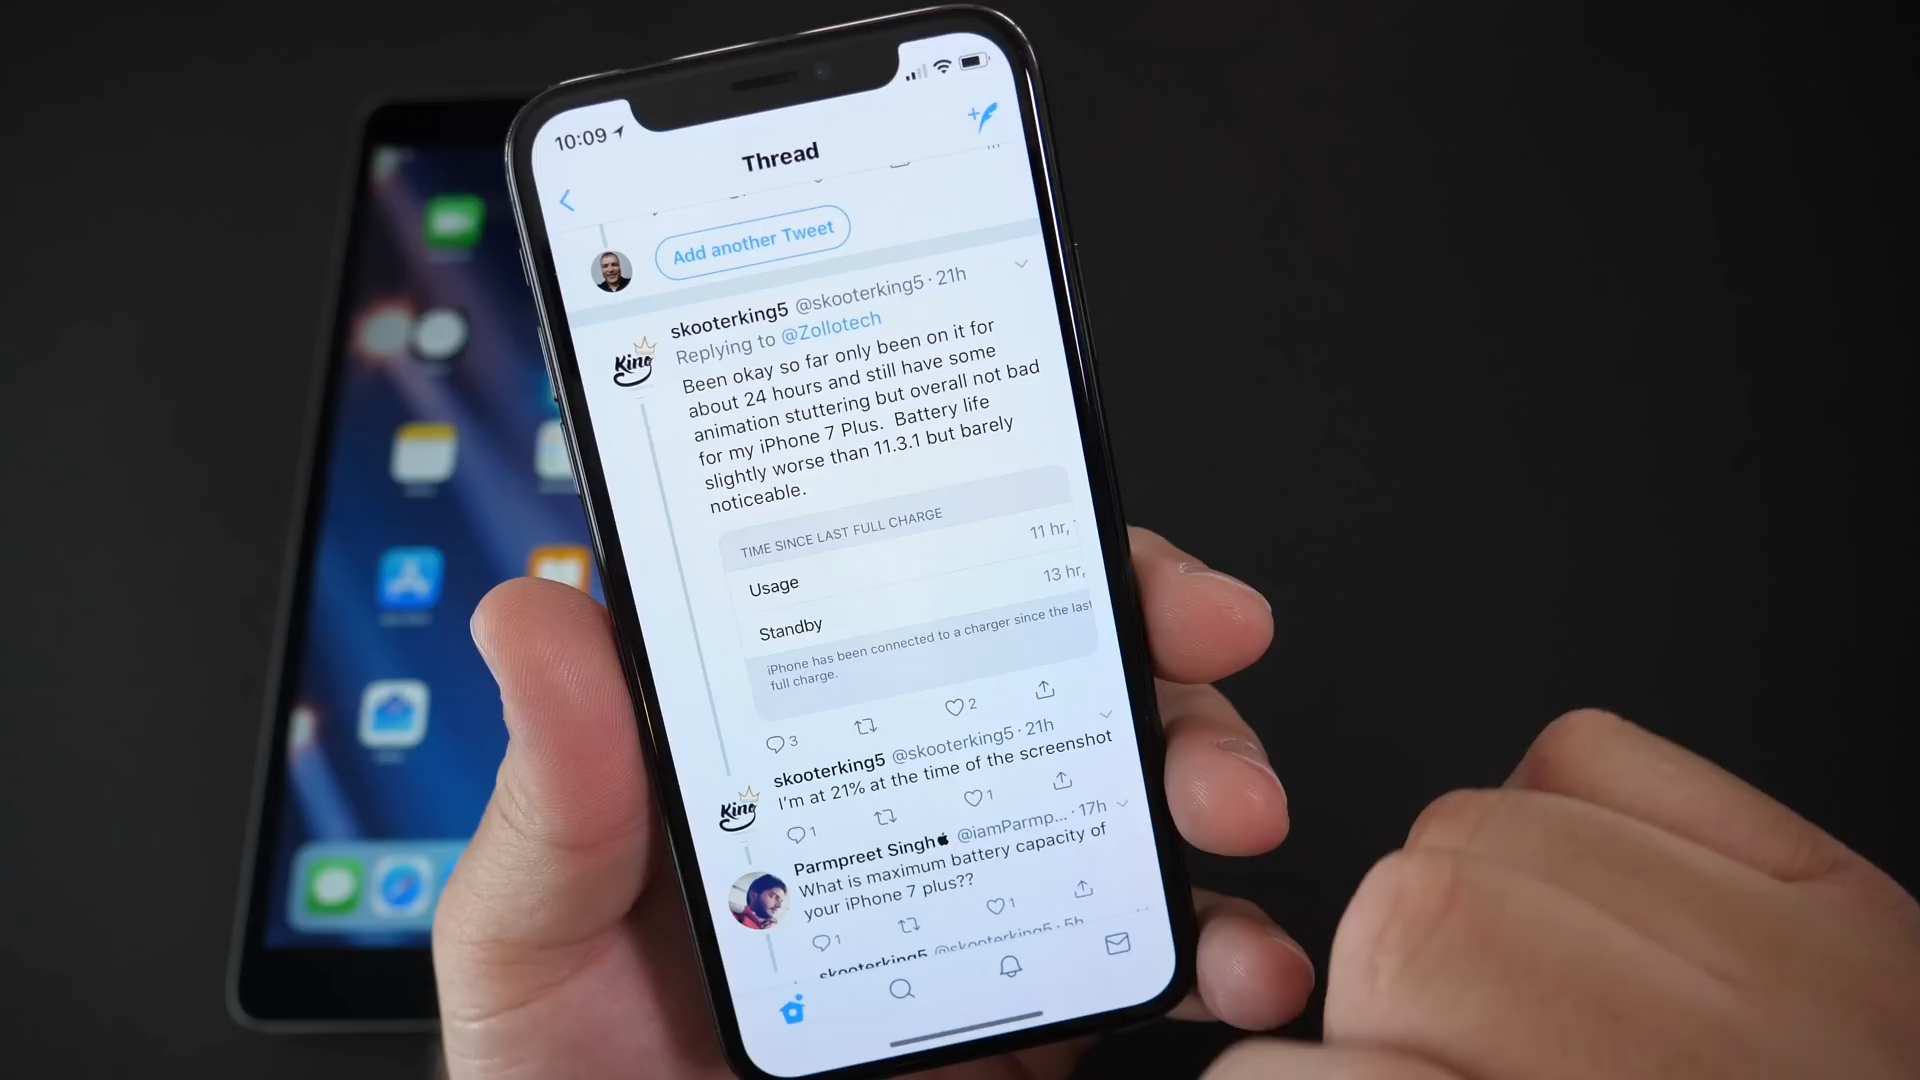 10:09
Thread
Add another Tweet
skooterking5 @skooterking5 · 21h
Replying to @Zollotech
Been okay so far only been on it for
about 24 hours and still have some
animation stuttering but overall not bad
for my iPhone 7 Plus. Battery life
slightly worse than 11.3.1 but barely
noticeable.
King
TIME SINCE LAST FULL CHARGE
Usage 11 hr,
Standby 13 hr,
iPhone has been connected to a charger since the last
full charge.
3 2
skooterking5 @skooterking5 · 21h
I'm at 21% at the time of the screenshot
King
1 1
Parmpreet Singh @iamParmp... · 17h
What is maximum battery capacity of
your iPhone 7 plus??
1 1
skooterking5 @skooterking5 · 5h